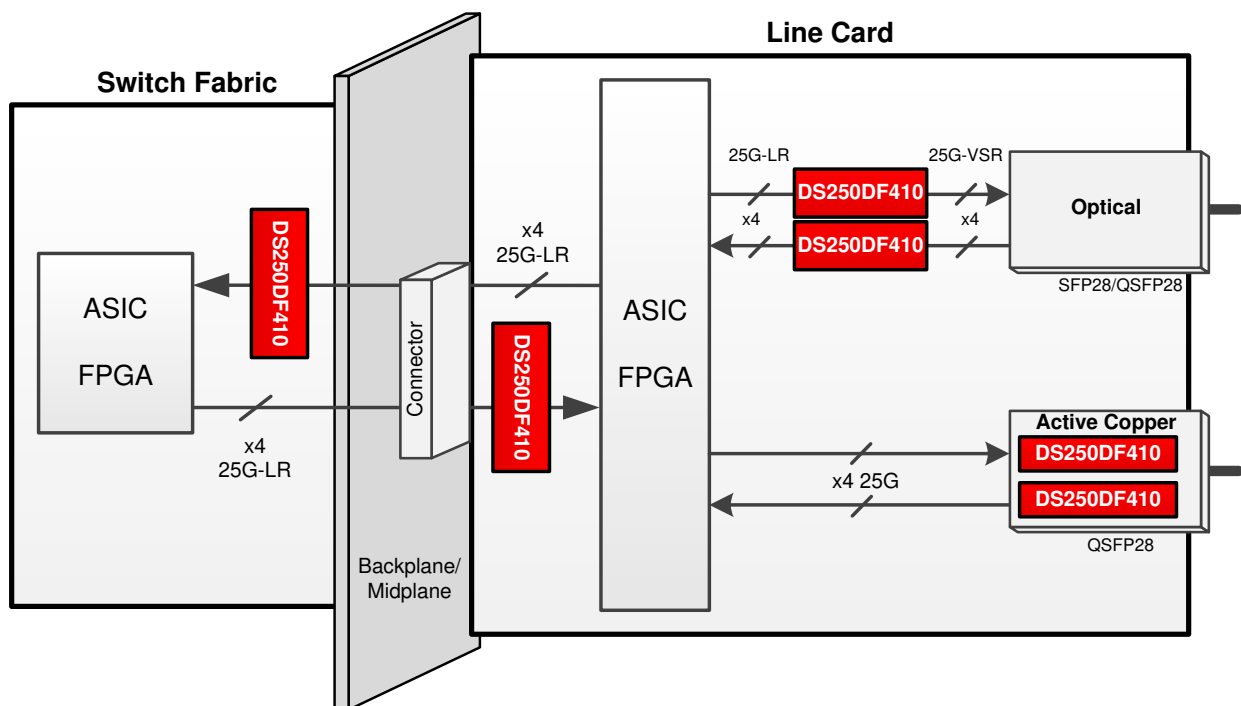 Switch Fabric
Line Card
ASIC
FPGA
DS250DF410
x4
25G-LR
Connector
Backplane/
Midplane
x4
25G-LR
DS250DF410
ASIC
FPGA
25G-LR
DS250DF410
25G-VSR
x4
DS250DF410
x4
Optical
SFP28/QSFP28
x4 25G
Active Copper
DS250DF410
DS250DF410
QSFP28